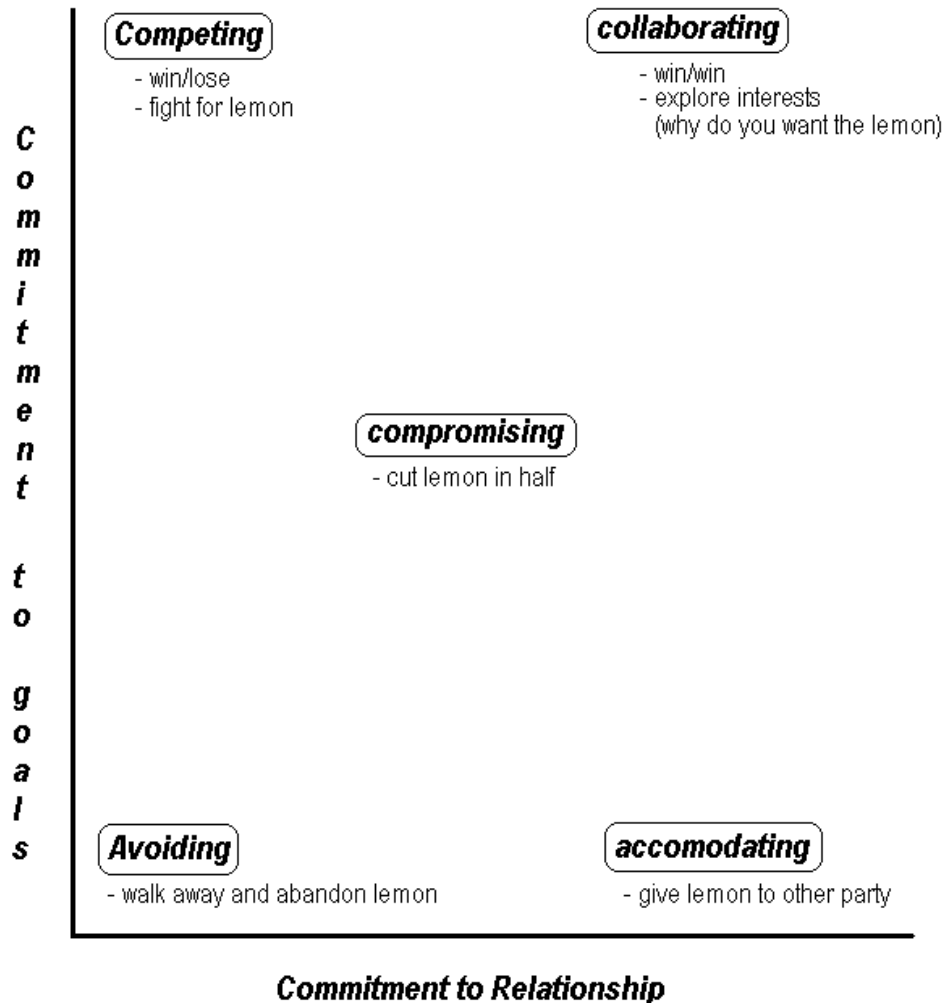 Competing
- win/lose
- fight for lemon
collaborating
- win/win
- explore interests
(why do you want the lemon)
Commitment to goals
compromising
- cut lemon in half
Avoiding
- walk away and abandon lemon
accomodating
- give lemon to other party
Commitment to Relationship